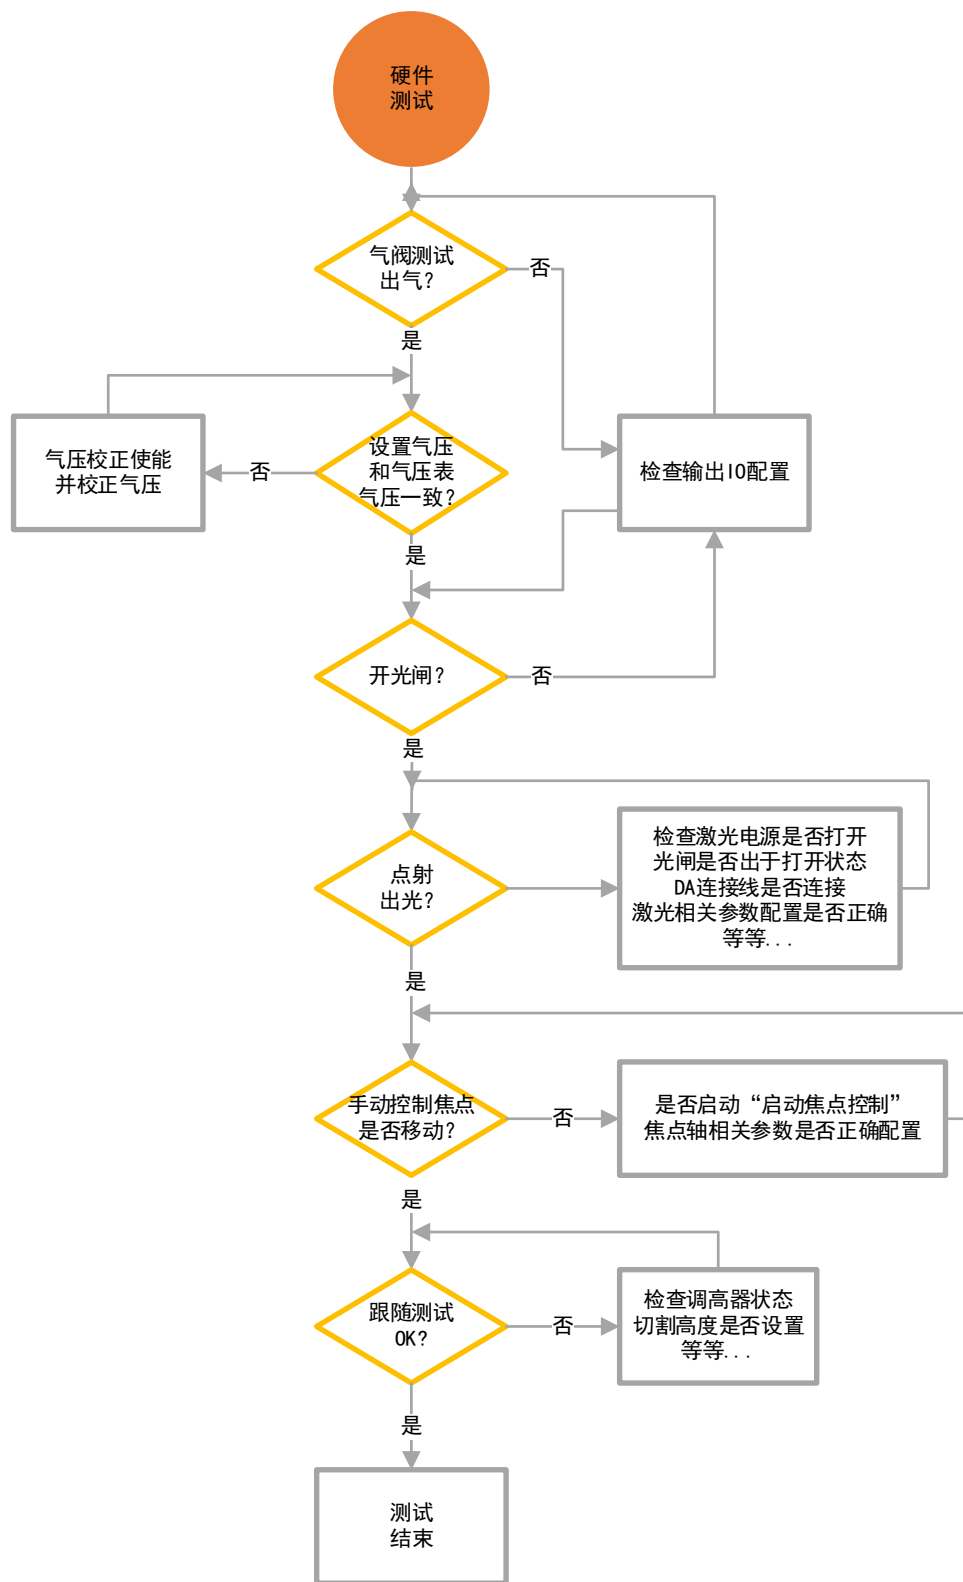 硬件
测试
气阀测试
出气？
否
是
设置气压
和气压表
气压一致？
否
气压校正使能
并校正气压
检查输出IO配置
是
开光闸？
否
是
点射
出光？
检查激光电源是否打开
光闸是否出于打开状态
DA连接线是否连接
激光相关参数配置是否正确
等等...
是
手动控制焦点
是否移动？
否
是否启动“启动焦点控制”
焦点轴相关参数是否正确配置
是
跟随测试
OK？
否
检查调高器状态
切割高度是否设置
等等...
是
测试
结束